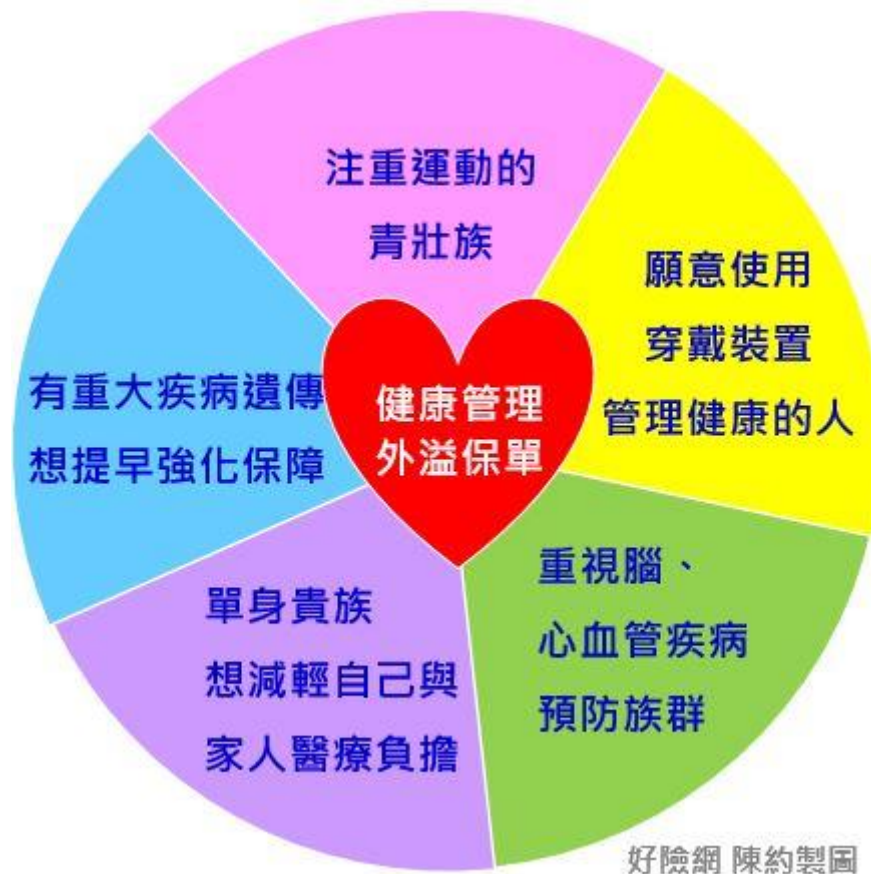 注重運動的
青壯族
願意使用
穿戴裝置
管理健康的人
重視腦、
心血管疾病
預防族群
單身貴族
想減輕自己與
家人醫療負擔
有重大疾病遺傳
想提早強化保障
健康管理
外溢保單
好險網 陳約製圖